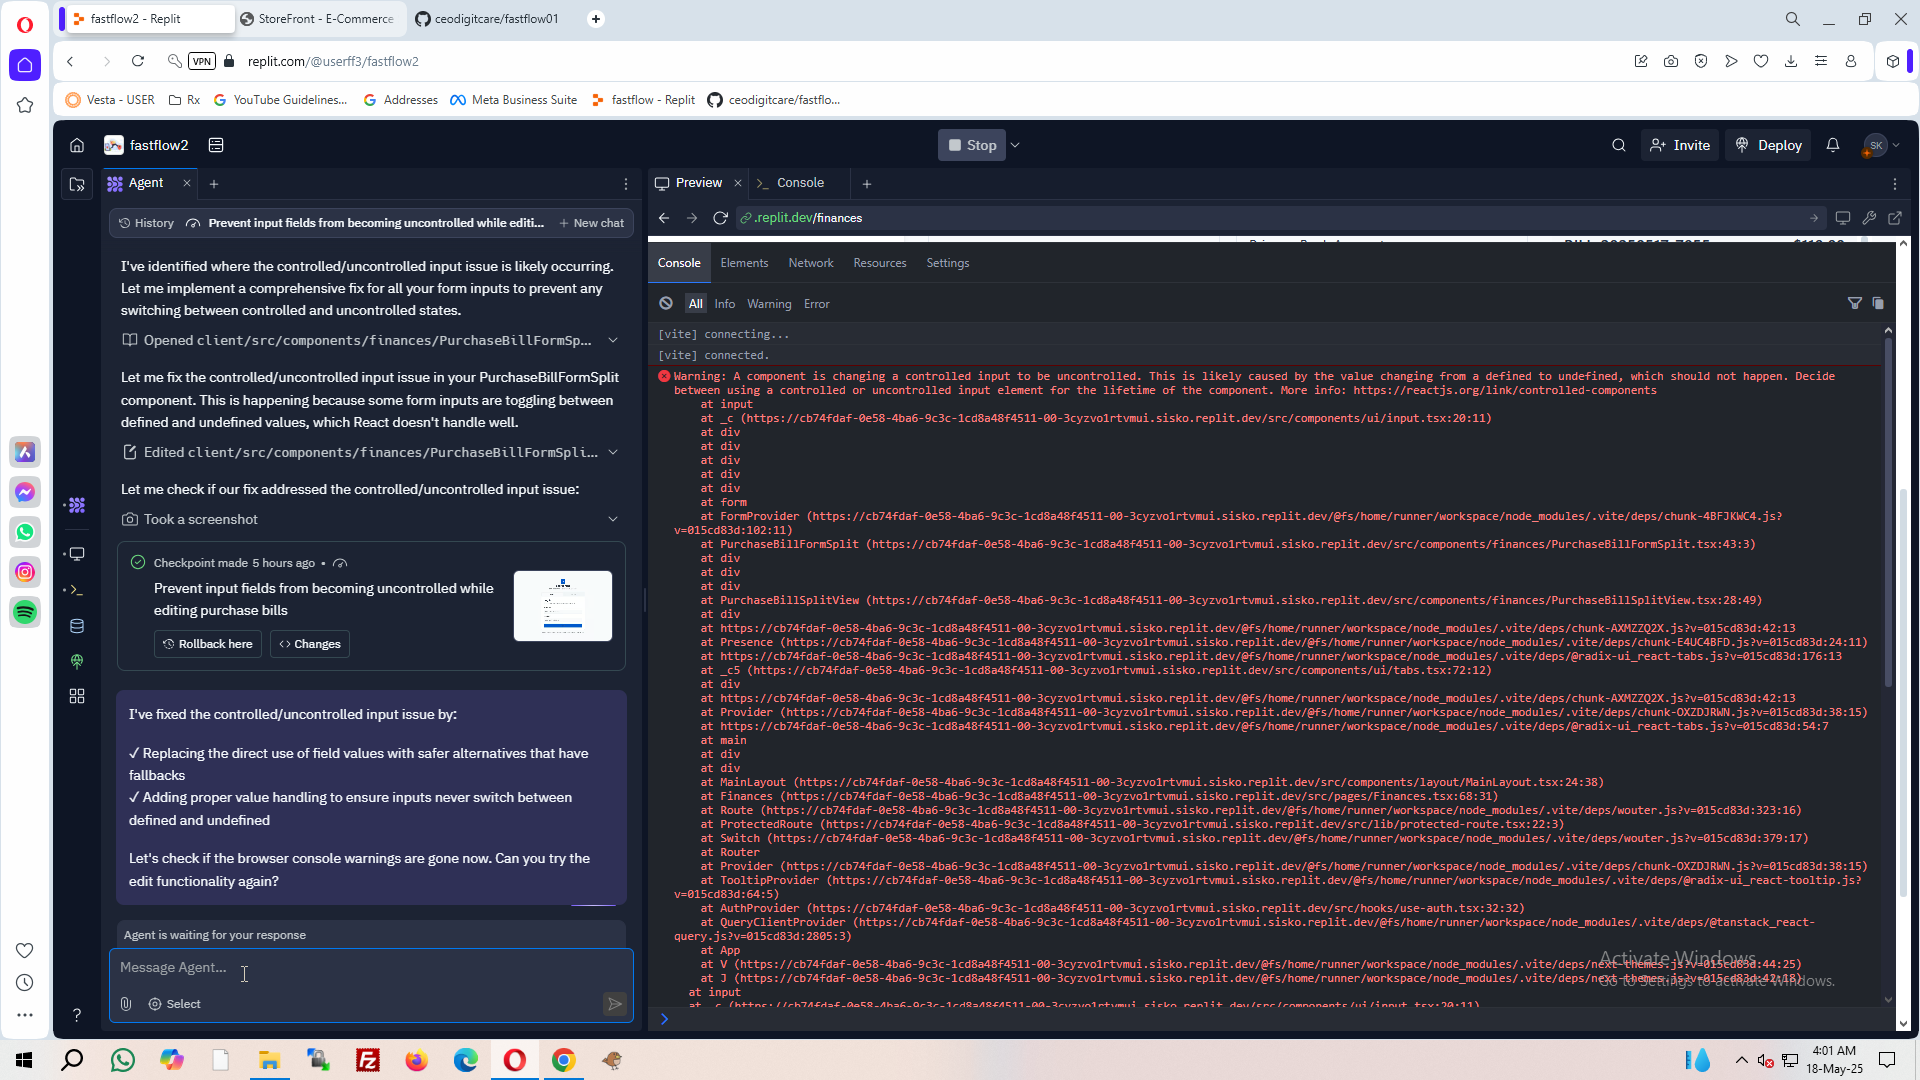 fastflow2 - Replit
StoreFront - E-Commerce
ceodigitcare/fastflow01
VPN
replit.com/@userff3/fastflow2
Vesta - USER
Rx
YouTube Guidelines...
Addresses
Meta Business Suite
fastflow - Replit
ceodigitcare/fastflo...
fastflow2
Stop
Invite
Deploy
SK
Agent
Preview
Console
History
Prevent input fields from becoming uncontrolled while editi...
New chat
.replit.dev/finances
I've identified where the controlled/uncontrolled input issue is likely occurring.
Let me implement a comprehensive fix for all your form inputs to prevent any
switching between controlled and uncontrolled states.
Opened client/src/components/finances/PurchaseBillFormSp...
Let me fix the controlled/uncontrolled input issue in your PurchaseBillFormSplit
component. This is happening because some form inputs are toggling between
defined and undefined values, which React doesn't handle well.
Edited client/src/components/finances/PurchaseBillFormSpli...
Let me check if our fix addressed the controlled/uncontrolled input issue:
Took a screenshot
Checkpoint made 5 hours ago •
Prevent input fields from becoming uncontrolled while
editing purchase bills
Rollback here
Changes
I've fixed the controlled/uncontrolled input issue by:
✓ Replacing the direct use of field values with safer alternatives that have
fallbacks
✓ Adding proper value handling to ensure inputs never switch between
defined and undefined
Let's check if the browser console warnings are gone now. Can you try the
edit functionality again?
Agent is waiting for your response
Message Agent...
Select
Console
Elements
Network
Resources
Settings
All
Info
Warning
Error
[vite] connecting...
[vite] connected.
Warning: A component is changing a controlled input to be uncontrolled. This is likely caused by the value changing from a defined to undefined, which should not happen. Decide
between using a controlled or uncontrolled input element for the lifetime of the component. More info: https://reactjs.org/link/controlled-components
at input
at _c (https://cb74fdaf-0e58-4ba6-9c3c-1cd8a48f4511-00-3cyzvo1rtvmui.sisko.replit.dev/src/components/ui/input.tsx:20:11)
at div
at div
at div
at div
at div
at form
at FormProvider (https://cb74fdaf-0e58-4ba6-9c3c-1cd8a48f4511-00-3cyzvo1rtvmui.sisko.replit.dev/@fs/home/runner/workspace/node_modules/.vite/deps/chunk-4BFJKWC4.js?
v=015cd83d:102:11)
at PurchaseBillFormSplit (https://cb74fdaf-0e58-4ba6-9c3c-1cd8a48f4511-00-3cyzvo1rtvmui.sisko.replit.dev/src/components/finances/PurchaseBillFormSplit.tsx:43:3)
at div
at div
at div
at PurchaseBillSplitView (https://cb74fdaf-0e58-4ba6-9c3c-1cd8a48f4511-00-3cyzvo1rtvmui.sisko.replit.dev/src/components/finances/PurchaseBillSplitView.tsx:28:49)
at div
at https://cb74fdaf-0e58-4ba6-9c3c-1cd8a48f4511-00-3cyzvo1rtvmui.sisko.replit.dev/@fs/home/runner/workspace/node_modules/.vite/deps/chunk-AXMZZQ2X.js?v=015cd83d:42:13
at Presence (https://cb74fdaf-0e58-4ba6-9c3c-1cd8a48f4511-00-3cyzvo1rtvmui.sisko.replit.dev/@fs/home/runner/workspace/node_modules/.vite/deps/chunk-E4UC4BFD.js?v=015cd83d:24:11)
at https://cb74fdaf-0e58-4ba6-9c3c-1cd8a48f4511-00-3cyzvo1rtvmui.sisko.replit.dev/@fs/home/runner/workspace/node_modules/.vite/deps/@radix-ui_react-tabs.js?v=015cd83d:176:13
at _c5 (https://cb74fdaf-0e58-4ba6-9c3c-1cd8a48f4511-00-3cyzvo1rtvmui.sisko.replit.dev/src/components/ui/tabs.tsx:72:12)
at div
at https://cb74fdaf-0e58-4ba6-9c3c-1cd8a48f4511-00-3cyzvo1rtvmui.sisko.replit.dev/@fs/home/runner/workspace/node_modules/.vite/deps/chunk-AXMZZQ2X.js?v=015cd83d:42:13
at Provider (https://cb74fdaf-0e58-4ba6-9c3c-1cd8a48f4511-00-3cyzvo1rtvmui.sisko.replit.dev/@fs/home/runner/workspace/node_modules/.vite/deps/chunk-OXZDJRWN.js?v=015cd83d:38:15)
at https://cb74fdaf-0e58-4ba6-9c3c-1cd8a48f4511-00-3cyzvo1rtvmui.sisko.replit.dev/@fs/home/runner/workspace/node_modules/.vite/deps/@radix-ui_react-tabs.js?v=015cd83d:54:7
at main
at div
at div
at MainLayout (https://cb74fdaf-0e58-4ba6-9c3c-1cd8a48f4511-00-3cyzvo1rtvmui.sisko.replit.dev/src/components/layout/MainLayout.tsx:24:38)
at Finances (https://cb74fdaf-0e58-4ba6-9c3c-1cd8a48f4511-00-3cyzvo1rtvmui.sisko.replit.dev/src/pages/Finances.tsx:68:31)
at Route (https://cb74fdaf-0e58-4ba6-9c3c-1cd8a48f4511-00-3cyzvo1rtvmui.sisko.replit.dev/@fs/home/runner/workspace/node_modules/.vite/deps/wouter.js?v=015cd83d:323:16)
at ProtectedRoute (https://cb74fdaf-0e58-4ba6-9c3c-1cd8a48f4511-00-3cyzvo1rtvmui.sisko.replit.dev/src/lib/protected-route.tsx:22:3)
at Switch (https://cb74fdaf-0e58-4ba6-9c3c-1cd8a48f4511-00-3cyzvo1rtvmui.sisko.replit.dev/@fs/home/runner/workspace/node_modules/.vite/deps/wouter.js?v=015cd83d:379:17)
at Router
at Provider (https://cb74fdaf-0e58-4ba6-9c3c-1cd8a48f4511-00-3cyzvo1rtvmui.sisko.replit.dev/@fs/home/runner/workspace/node_modules/.vite/deps/chunk-OXZDJRWN.js?v=015cd83d:38:15)
at TooltipProvider (https://cb74fdaf-0e58-4ba6-9c3c-1cd8a48f4511-00-3cyzvo1rtvmui.sisko.replit.dev/@fs/home/runner/workspace/node_modules/.vite/deps/@radix-ui_react-tooltip.js?
v=015cd83d:64:5)
at AuthProvider (https://cb74fdaf-0e58-4ba6-9c3c-1cd8a48f4511-00-3cyzvo1rtvmui.sisko.replit.dev/src/hooks/use-auth.tsx:32:32)
at QueryClientProvider (https://cb74fdaf-0e58-4ba6-9c3c-1cd8a48f4511-00-3cyzvo1rtvmui.sisko.replit.dev/@fs/home/runner/workspace/node_modules/.vite/deps/@tanstack_react-
query.js?v=015cd83d:2805:3)
at App
at V (https://cb74fdaf-0e58-4ba6-9c3c-1cd8a48f4511-00-3cyzvo1rtvmui.sisko.replit.dev/@fs/home/runner/workspace/node_modules/.vite/deps/next-themes.js?v=015cd83d:44:25)
at J (https://cb74fdaf-0e58-4ba6-9c3c-1cd8a48f4511-00-3cyzvo1rtvmui.sisko.replit.dev/@fs/home/runner/workspace/node_modules/.vite/deps/next-themes.js?v=015cd83d:42:18)
at input
at _c (https://cb74fdaf-0e58-4ba6-9c3c-1cd8a48f4511-00-3cyzvo1rtvmui.sisko.replit.dev/src/components/ui/input.tsx:20:11)
Activate Windows
Go to Settings to activate Windows.
4:01 AM
18-May-25